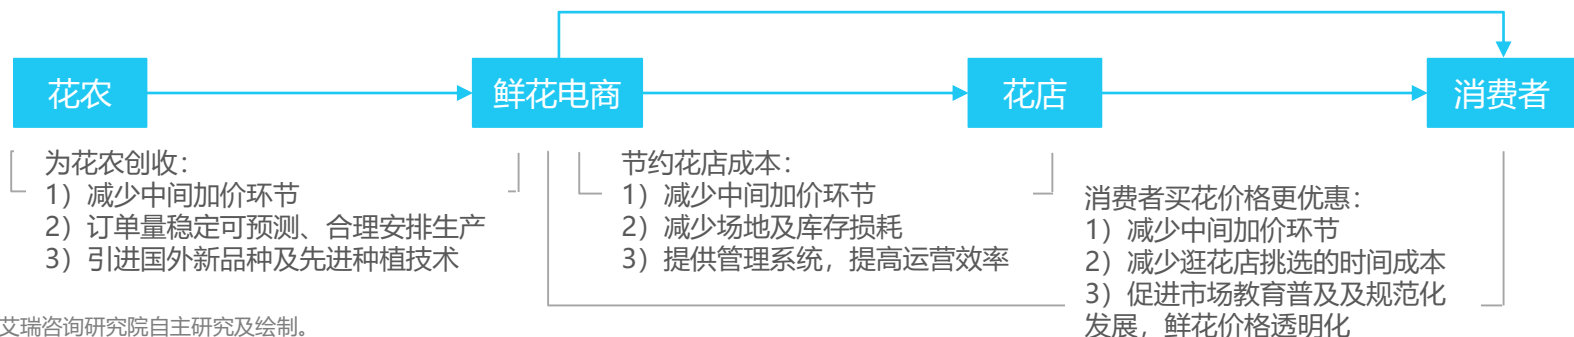 花农
鲜花电商
花店
消费者
为花农创收：
1）减少中间加价环节
2）订单量稳定可预测、合理安排生产
3）引进国外新品种及先进种植技术
节约花店成本：
1）减少中间加价环节
2）减少场地及库存损耗
3）提供管理系统，提高运营效率
消费者买花价格更优惠：
1）减少中间加价环节
2）减少逛花店挑选的时间成本
3）促进市场教育普及及规范化
发展，鲜花价格透明化
艾瑞咨询研究院自主研究及绘制。